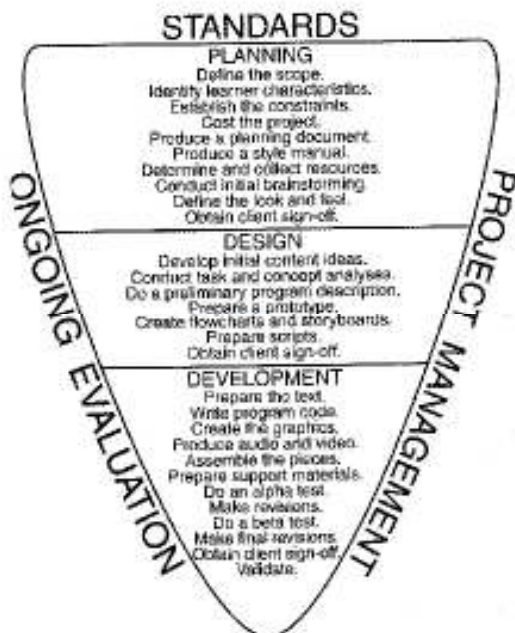 STANDARDS
PLANNING
Define the scope.
Identify learner characteristics.
Establish the constraints.
Cost the project.
Produce a planning document.
Produce a style manual.
Determine and collect resources.
Conduct initial brainstorming.
Define the look and feel.
Obtain client sign-off.
DESIGN
Develop initial content ideas.
Conduct task and concept analyses.
Do a preliminary program description.
Prepare a prototype.
Create flowcharts and storyboards.
Prepare scripts.
Obtain client sign-off.
DEVELOPMENT
Prepare the text.
Write program code.
Create the graphics.
Produce audio and video.
Assemble the pieces.
Prepare support materials.
Do an alpha test.
Make revisions.
Do a beta test.
Make final revisions.
Obtain client sign-off.
Validate.
ONGOING EVALUATION
PROJECT MANAGEMENT